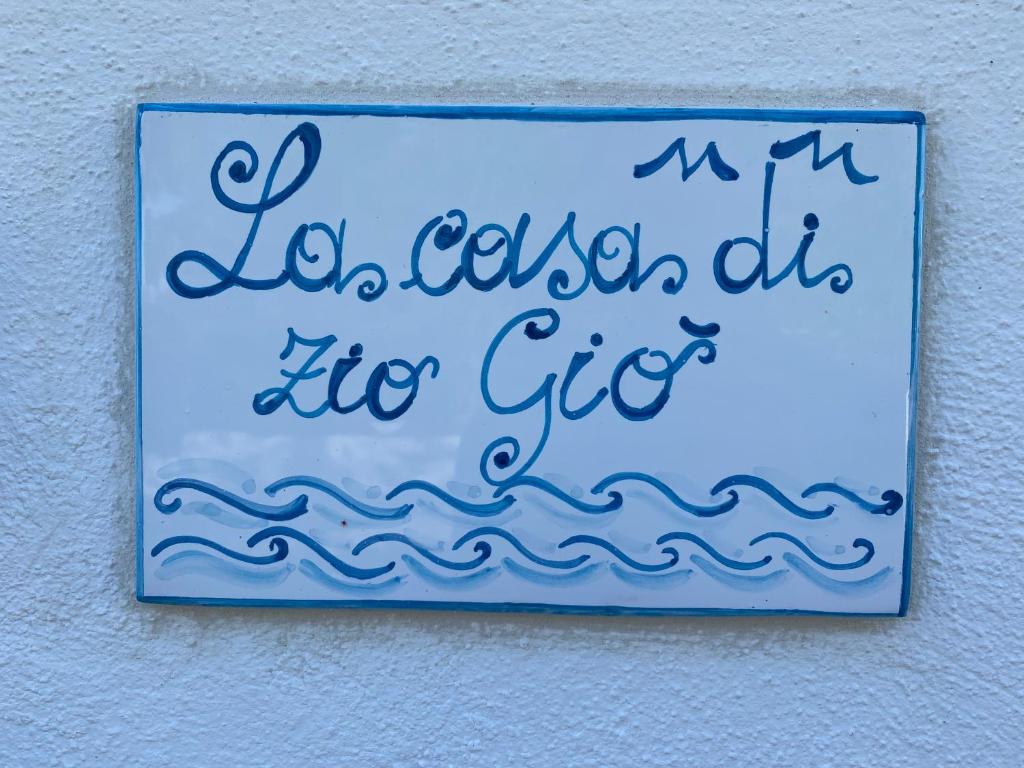 La casa di
zio Giò